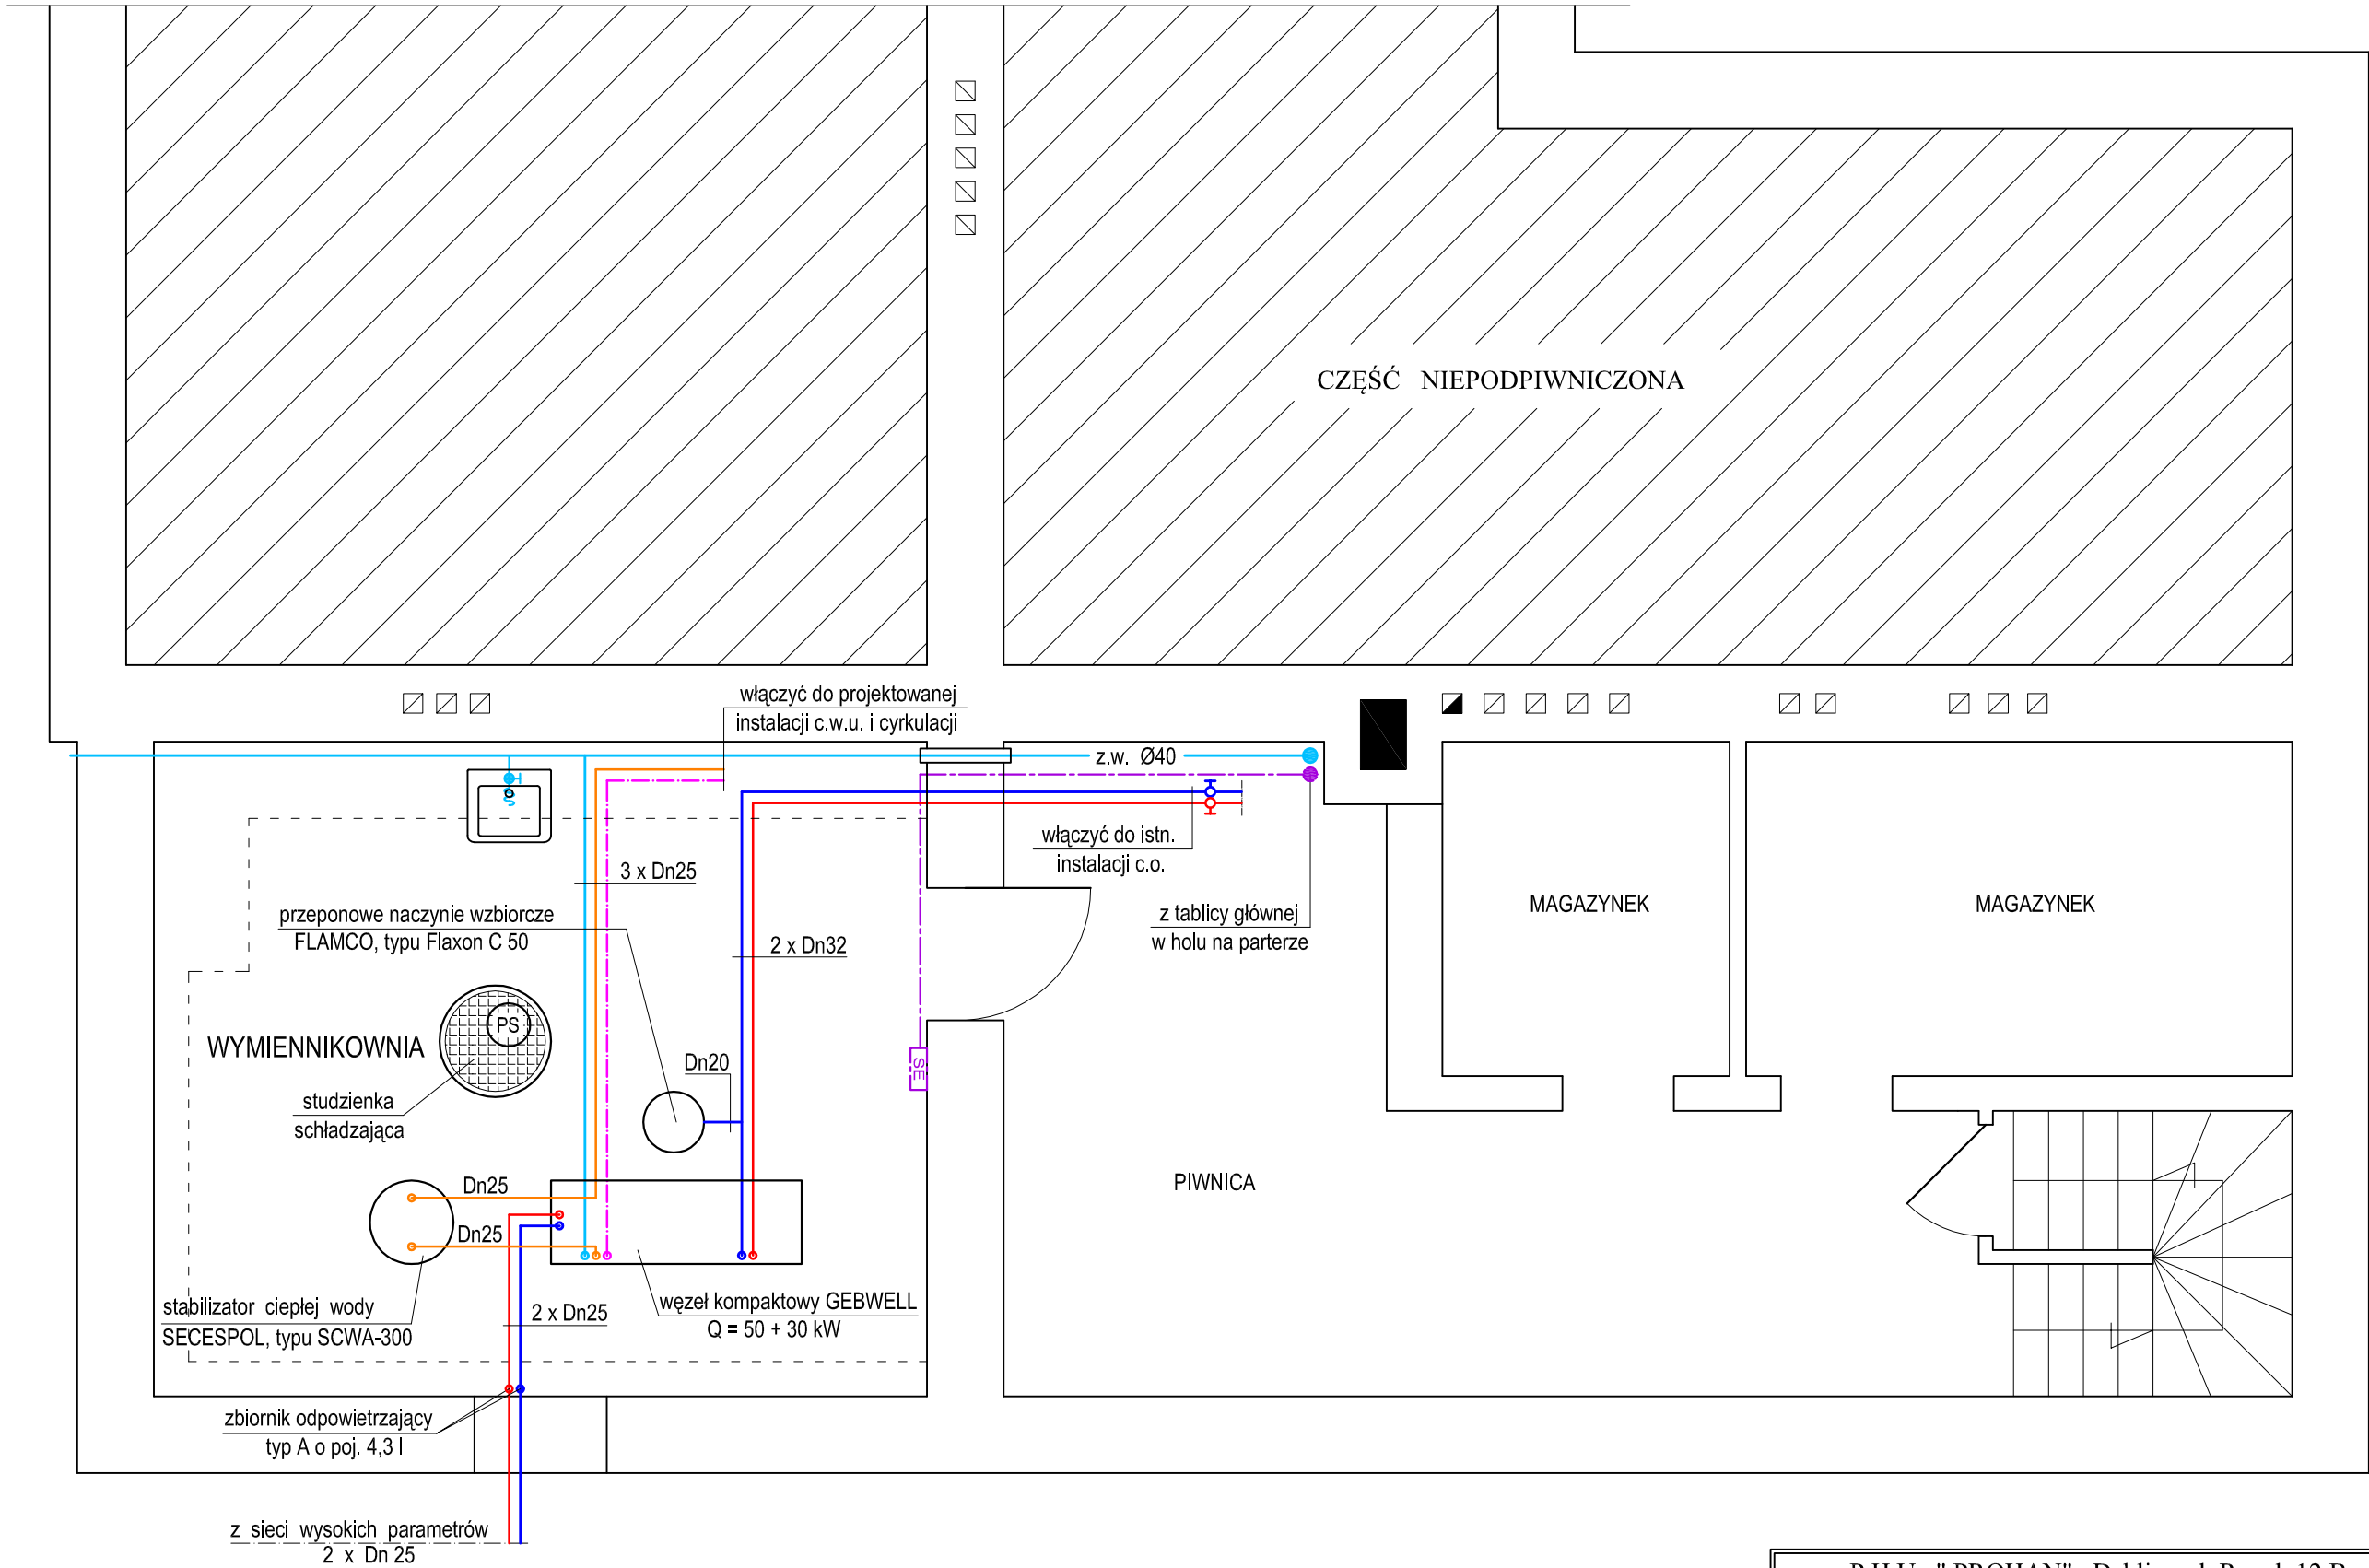 CZĘŚĆ NIEPODPIWNICZONA
włączyć do projektowanej
instalacji c.w.u. i cyrkulacji
z.w. Ø40
włączyć do istn.
instalacji c.o.
3 x Dn25
z tablicy głównej
w holu na parterze
MAGAZYNEK
MAGAZYNEK
przeponowe naczynie wzbiorcze
FLAMCO, typu Flaxon C 50
2 x Dn32
PS
WYMIENNIKOWNIA
Dn20
SE
studzienka
schładzająca
PIWNICA
Dn25
Dn25
stabilizator ciepłej wody
SECESPOL, typu SCWA-300
2 x Dn25
węzeł kompaktowy GEBWELL
Q = 50 + 30 kW
zbiornik odpowietrzający
typ A o poj. 4,3 l
z sieci wysokich parametrów
2 x Dn 25